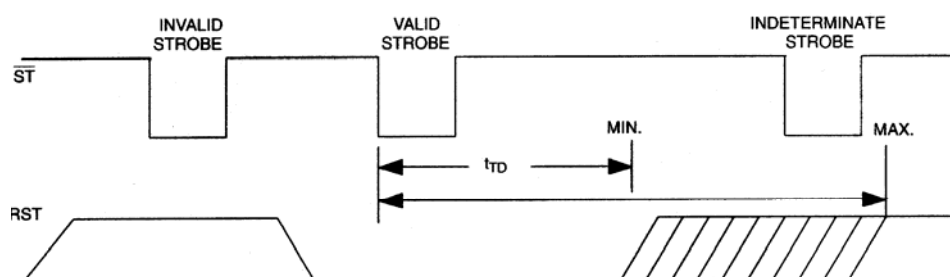 INVALID
STROBE
VALID
STROBE
INDETERMINATE
STROBE
ST
MIN.
MAX.
tTD
RST